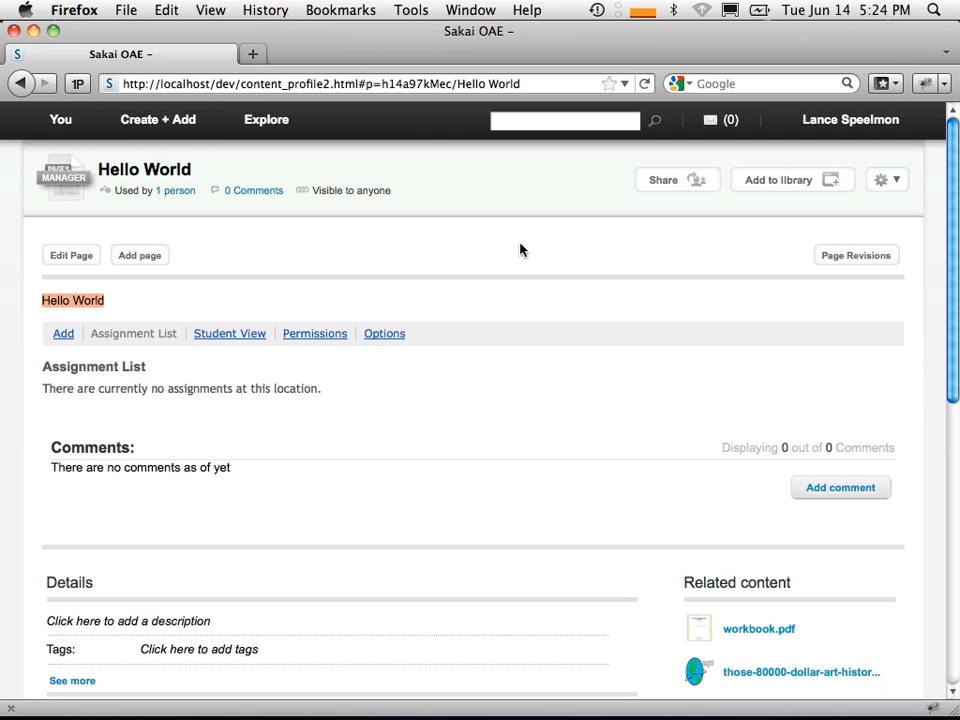 Firefox File Edit View History Bookmarks Tools Window Help Tue Jun 14 5:24 PM
Sakai OAE –
S Sakai OAE – +
1P S http://localhost/dev/content_profile2.html#p=h14a97kMec/Hello World Google
You Create + Add Explore (0) Lance Speelmon
PAGES MANAGER Hello World
Used by 1 person 0 Comments Visible to anyone Share Add to library
Edit Page Add page Page Revisions
Hello World
Add Assignment List Student View Permissions Options
Assignment List
There are currently no assignments at this location.
Comments: Displaying 0 out of 0 Comments
There are no comments as of yet
Add comment
Details Related content
Click here to add a description
workbook.pdf
Tags: Click here to add tags
those-80000-dollar-art-histor...
See more